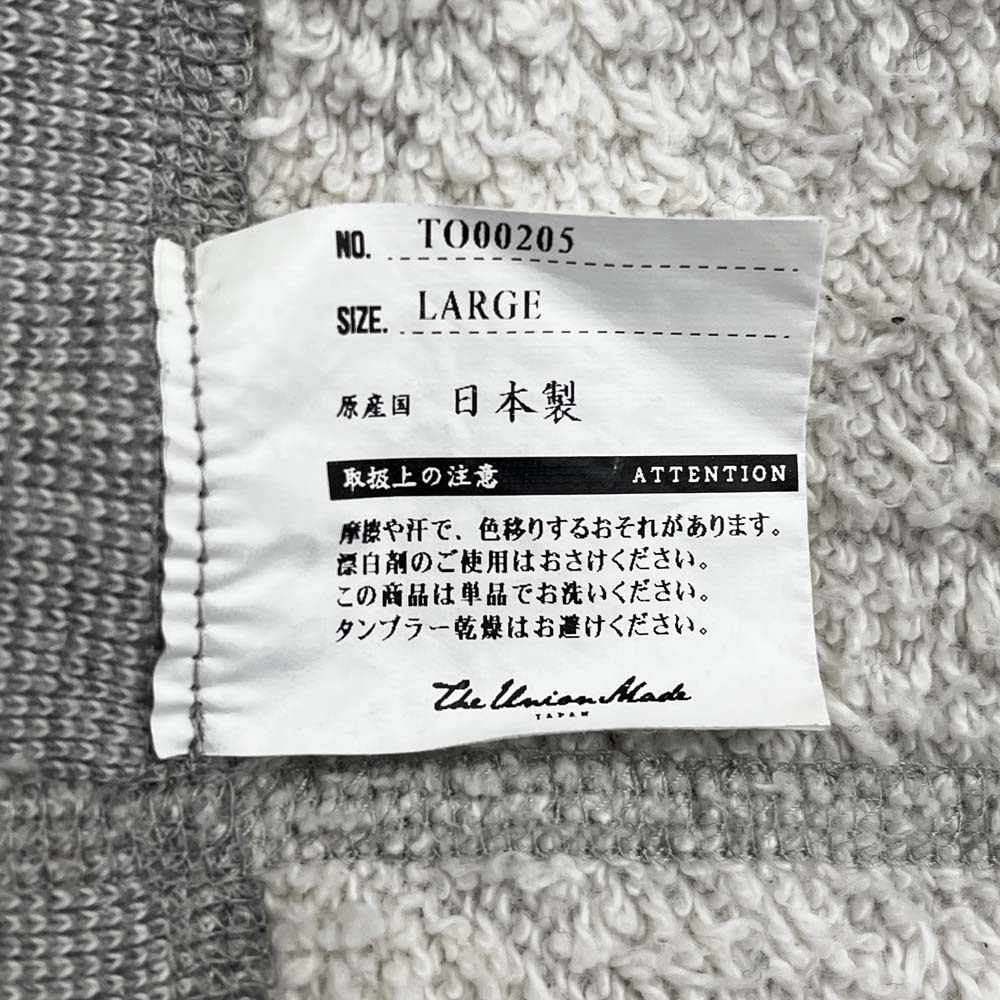 NO. TO00205
SIZE. LARGE
原産国 日本製
取扱上の注意 ATTENTION
摩擦や汗で、色移りするおそれがあります。
漂白剤のご使用はおさけください。
この商品は単品でお洗いください。
タンブラー乾燥はお避けください。
The Union Made
JAPAN